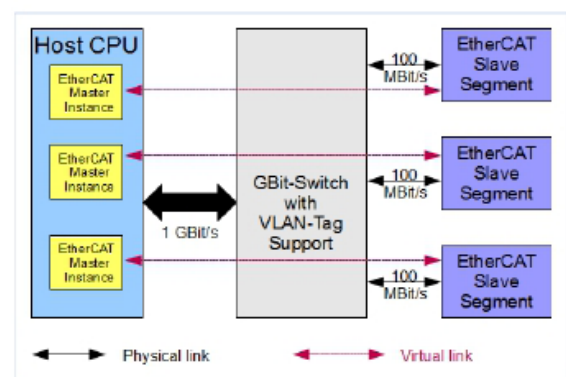 Host CPU
EtherCAT
Master
Instance
EtherCAT
Master
Instance
EtherCAT
Master
Instance
1 GBit/s
GBit-Switch
with
VLAN-Tag
Support
100
MBit/s
100
MBit/s
100
MBit/s
EtherCAT
Slave
Segment
EtherCAT
Slave
Segment
EtherCAT
Slave
Segment
Physical link
Virtual link